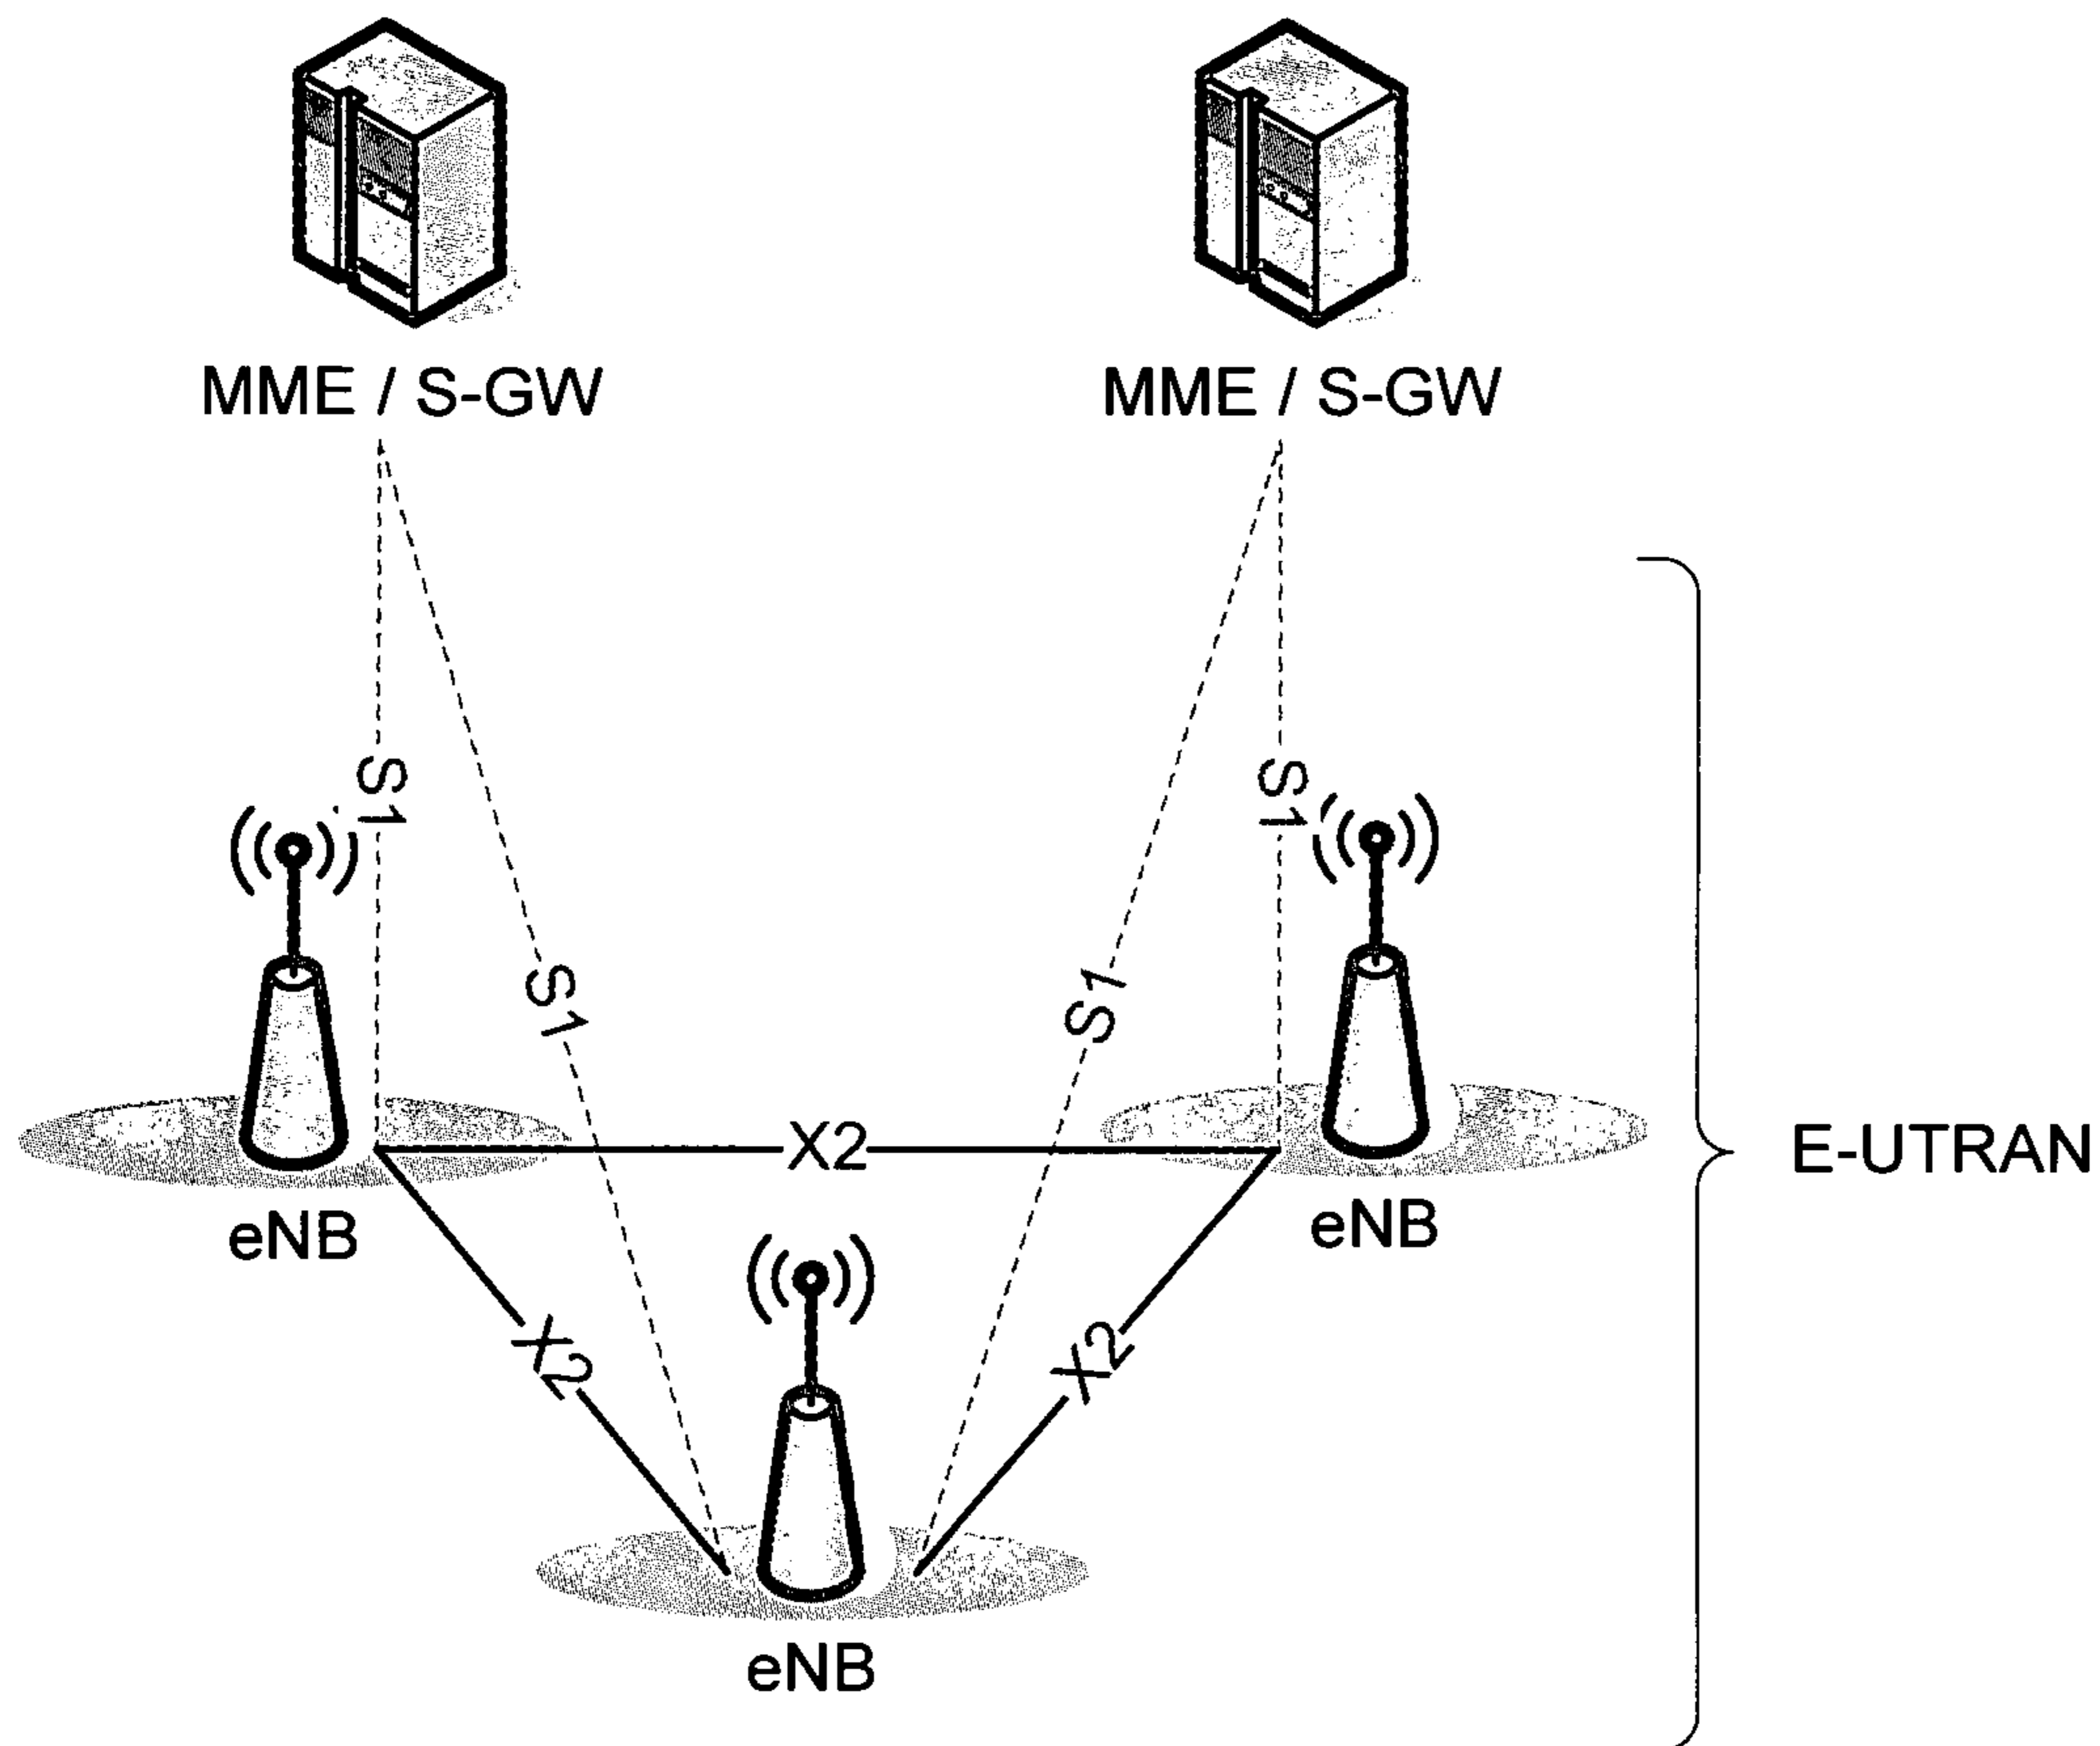 MME / S-GW
MME / S-GW
S1
S1
S1
S1
X2
E-UTRAN
eNB
eNB
X2
X2
eNB